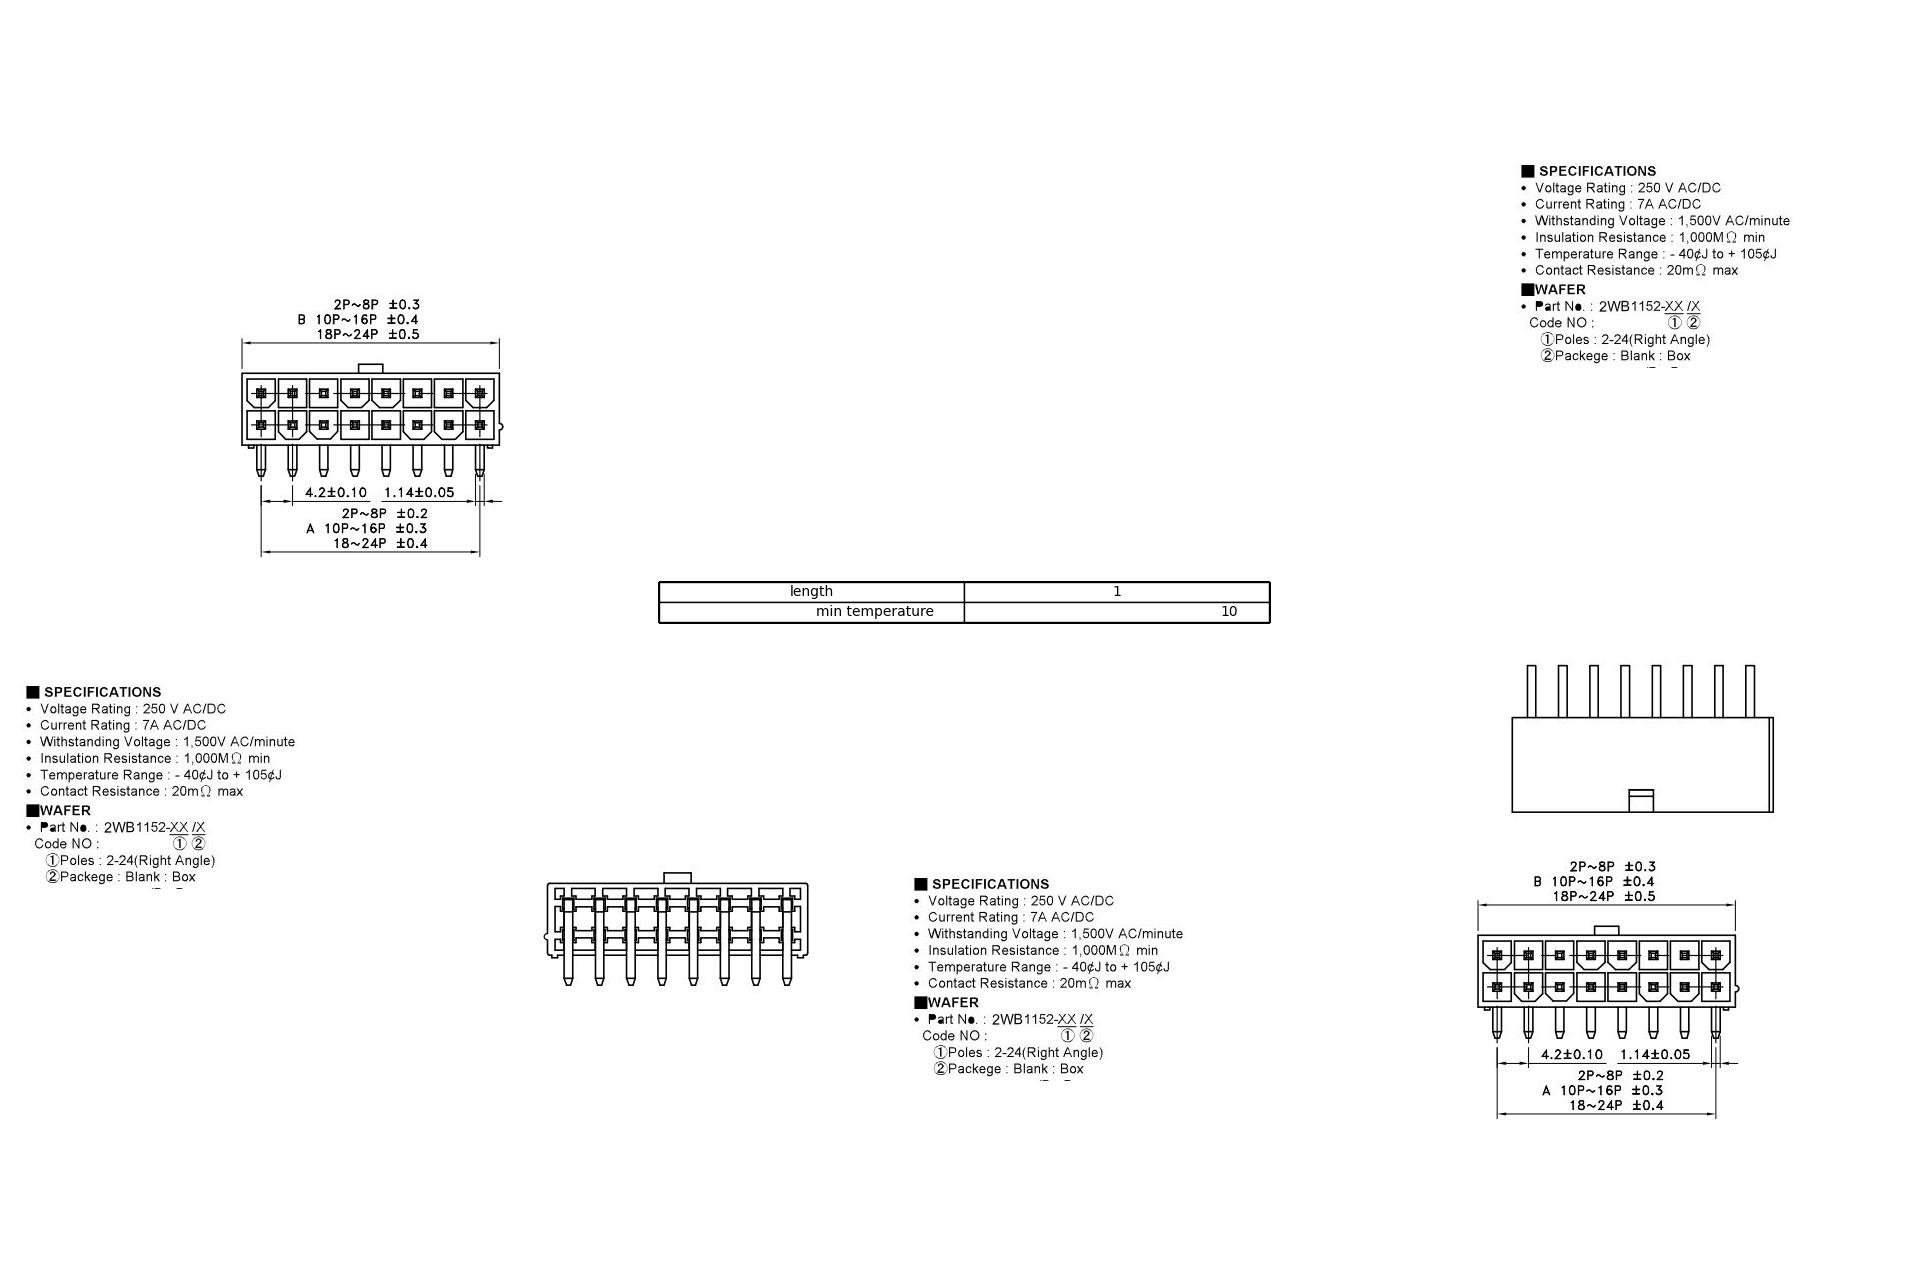 ■ SPECIFICATIONS
• Voltage Rating : 250 V AC/DC
• Current Rating : 7A AC/DC
• Withstanding Voltage : 1,500V AC/minute
• Insulation Resistance : 1,000MΩ min
• Temperature Range : - 40¢J to + 105¢J
• Contact Resistance : 20mΩ max
■WAFER
• Part No. : 2WB1152-XX /X
Code NO : ① ②
①Poles : 2-24(Right Angle)
②Packege : Blank : Box
2P~8P ±0.3
B 10P~16P ±0.4
18P~24P ±0.5
4.2±0.10 1.14±0.05
2P~8P ±0.2
A 10P~16P ±0.3
18~24P ±0.4
length 1
min temperature 10
■ SPECIFICATIONS
• Voltage Rating : 250 V AC/DC
• Current Rating : 7A AC/DC
• Withstanding Voltage : 1,500V AC/minute
• Insulation Resistance : 1,000MΩ min
• Temperature Range : - 40¢J to + 105¢J
• Contact Resistance : 20mΩ max
■WAFER
• Part No. : 2WB1152-XX /X
Code NO : ① ②
①Poles : 2-24(Right Angle)
②Packege : Blank : Box
■ SPECIFICATIONS
• Voltage Rating : 250 V AC/DC
• Current Rating : 7A AC/DC
• Withstanding Voltage : 1,500V AC/minute
• Insulation Resistance : 1,000MΩ min
• Temperature Range : - 40¢J to + 105¢J
• Contact Resistance : 20mΩ max
■WAFER
• Part No. : 2WB1152-XX /X
Code NO : ① ②
①Poles : 2-24(Right Angle)
②Packege : Blank : Box
2P~8P ±0.3
B 10P~16P ±0.4
18P~24P ±0.5
4.2±0.10 1.14±0.05
2P~8P ±0.2
A 10P~16P ±0.3
18~24P ±0.4